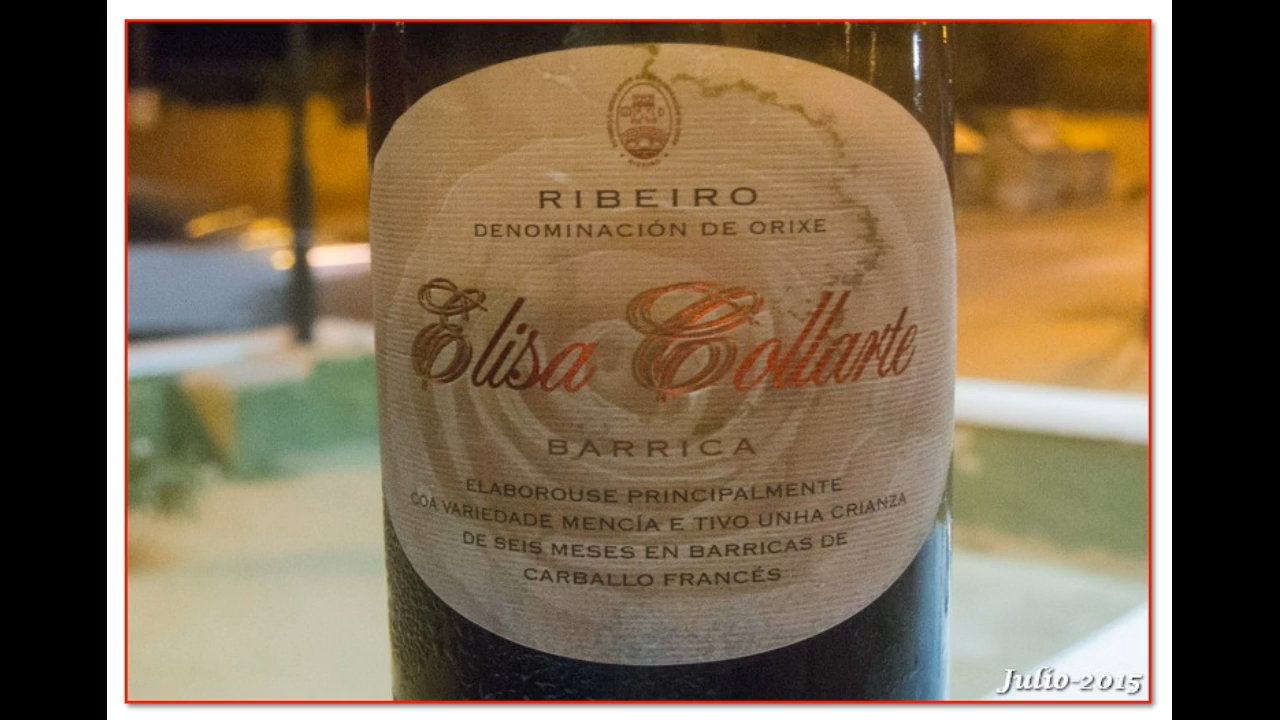 RIBEIRO
DENOMINACIÓN DE ORIXE
Elisa Collarte
BARRICA
ELABOROUSE PRINCIPALMENTE
COA VARIEDADE MENCÍA E TIVO UNHA CRIANZA
DE SEIS MESES EN BARRICAS DE
CARBALLO FRANCÉS
Julio-2015